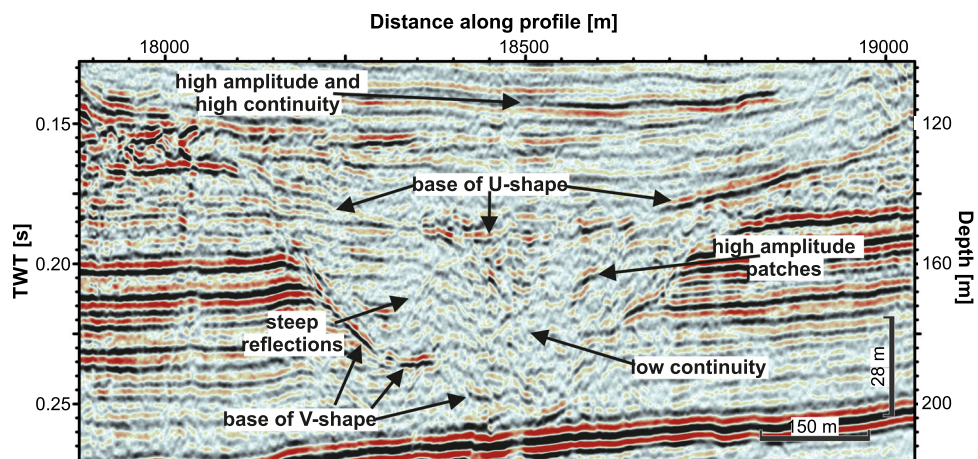 Distance along profile [m]
18000 18500 19000
high amplitude and
high continuity
0.15 120
base of U-shape
TWT [s]
Depth [m]
high amplitude
patches
0.20 160
steep
reflections
low continuity
28 m
base of V-shape
0.25 200
150 m